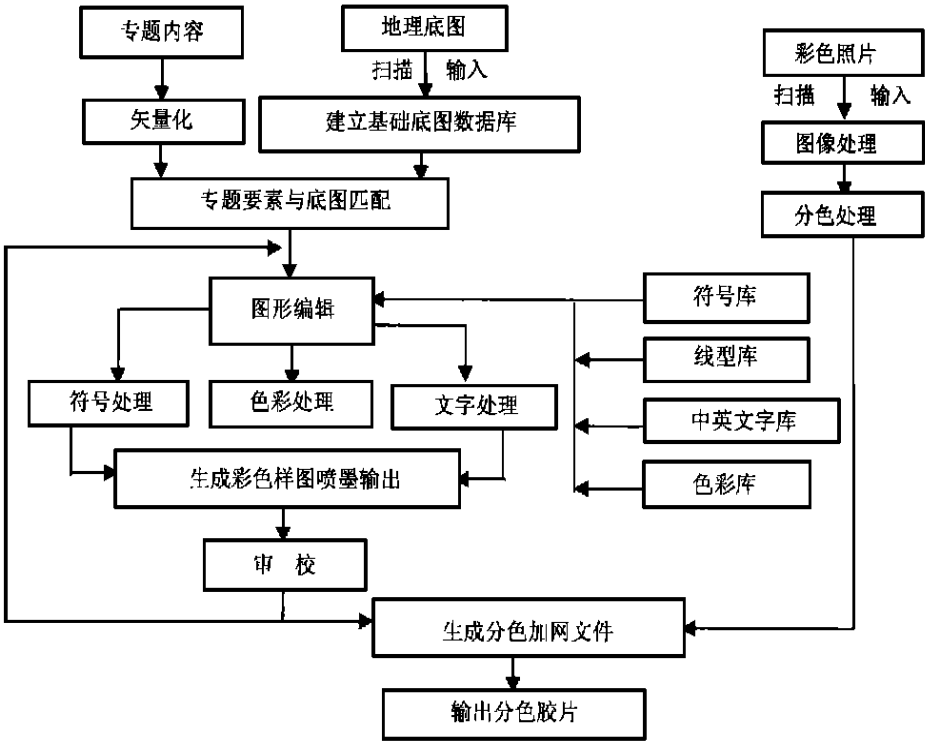 专题内容
地理底图
彩色照片
扫描 输入
扫描 输入
矢量化
建立基础底图数据库
图像处理
专题要素与底图匹配
分色处理
图形编辑
符号库
线型库
符号处理
色彩处理
文字处理
中英文字库
生成彩色样图喷墨输出
色彩库
审 校
生成分色加网文件
输出分色胶片